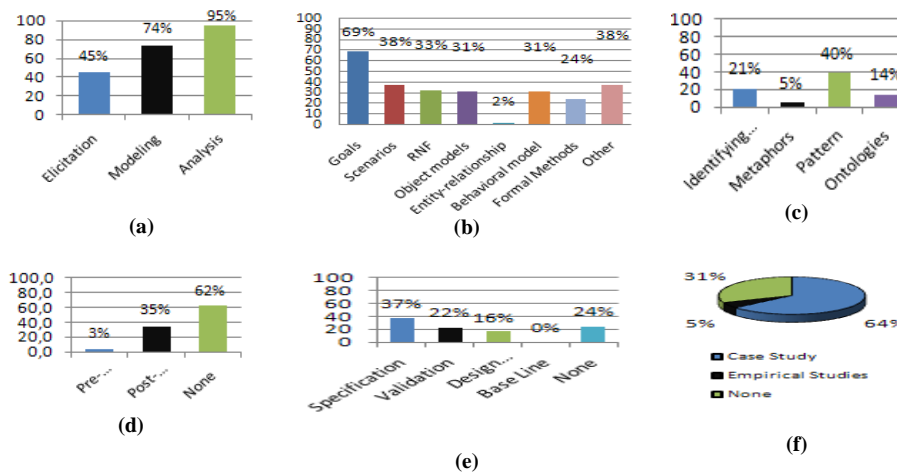 100
80
60
40
20
0
45%
74%
95%
Elicitation
Modeling
Analysis
(a)
100
90
80
70
60
50
40
30
20
10
0
69%
38%
33%
31%
2%
31%
24%
38%
Goals
Scenarios
RNF
Object models
Entity-relationship
Behavioral model
Formal Methods
Other
(b)
100
80
60
40
20
0
21%
5%
40%
14%
Identifying...
Metaphors
Pattern
Ontologies
(c)
100,0
80,0
60,0
40,0
20,0
0,0
3%
35%
62%
Pre-...
Post-...
None
(d)
100
80
60
40
20
0
37%
22%
16%
0%
24%
Specification
Validation
Design...
Base Line
None
(e)
31%
5%
64%
Case Study
Empirical Studies
None
(f)